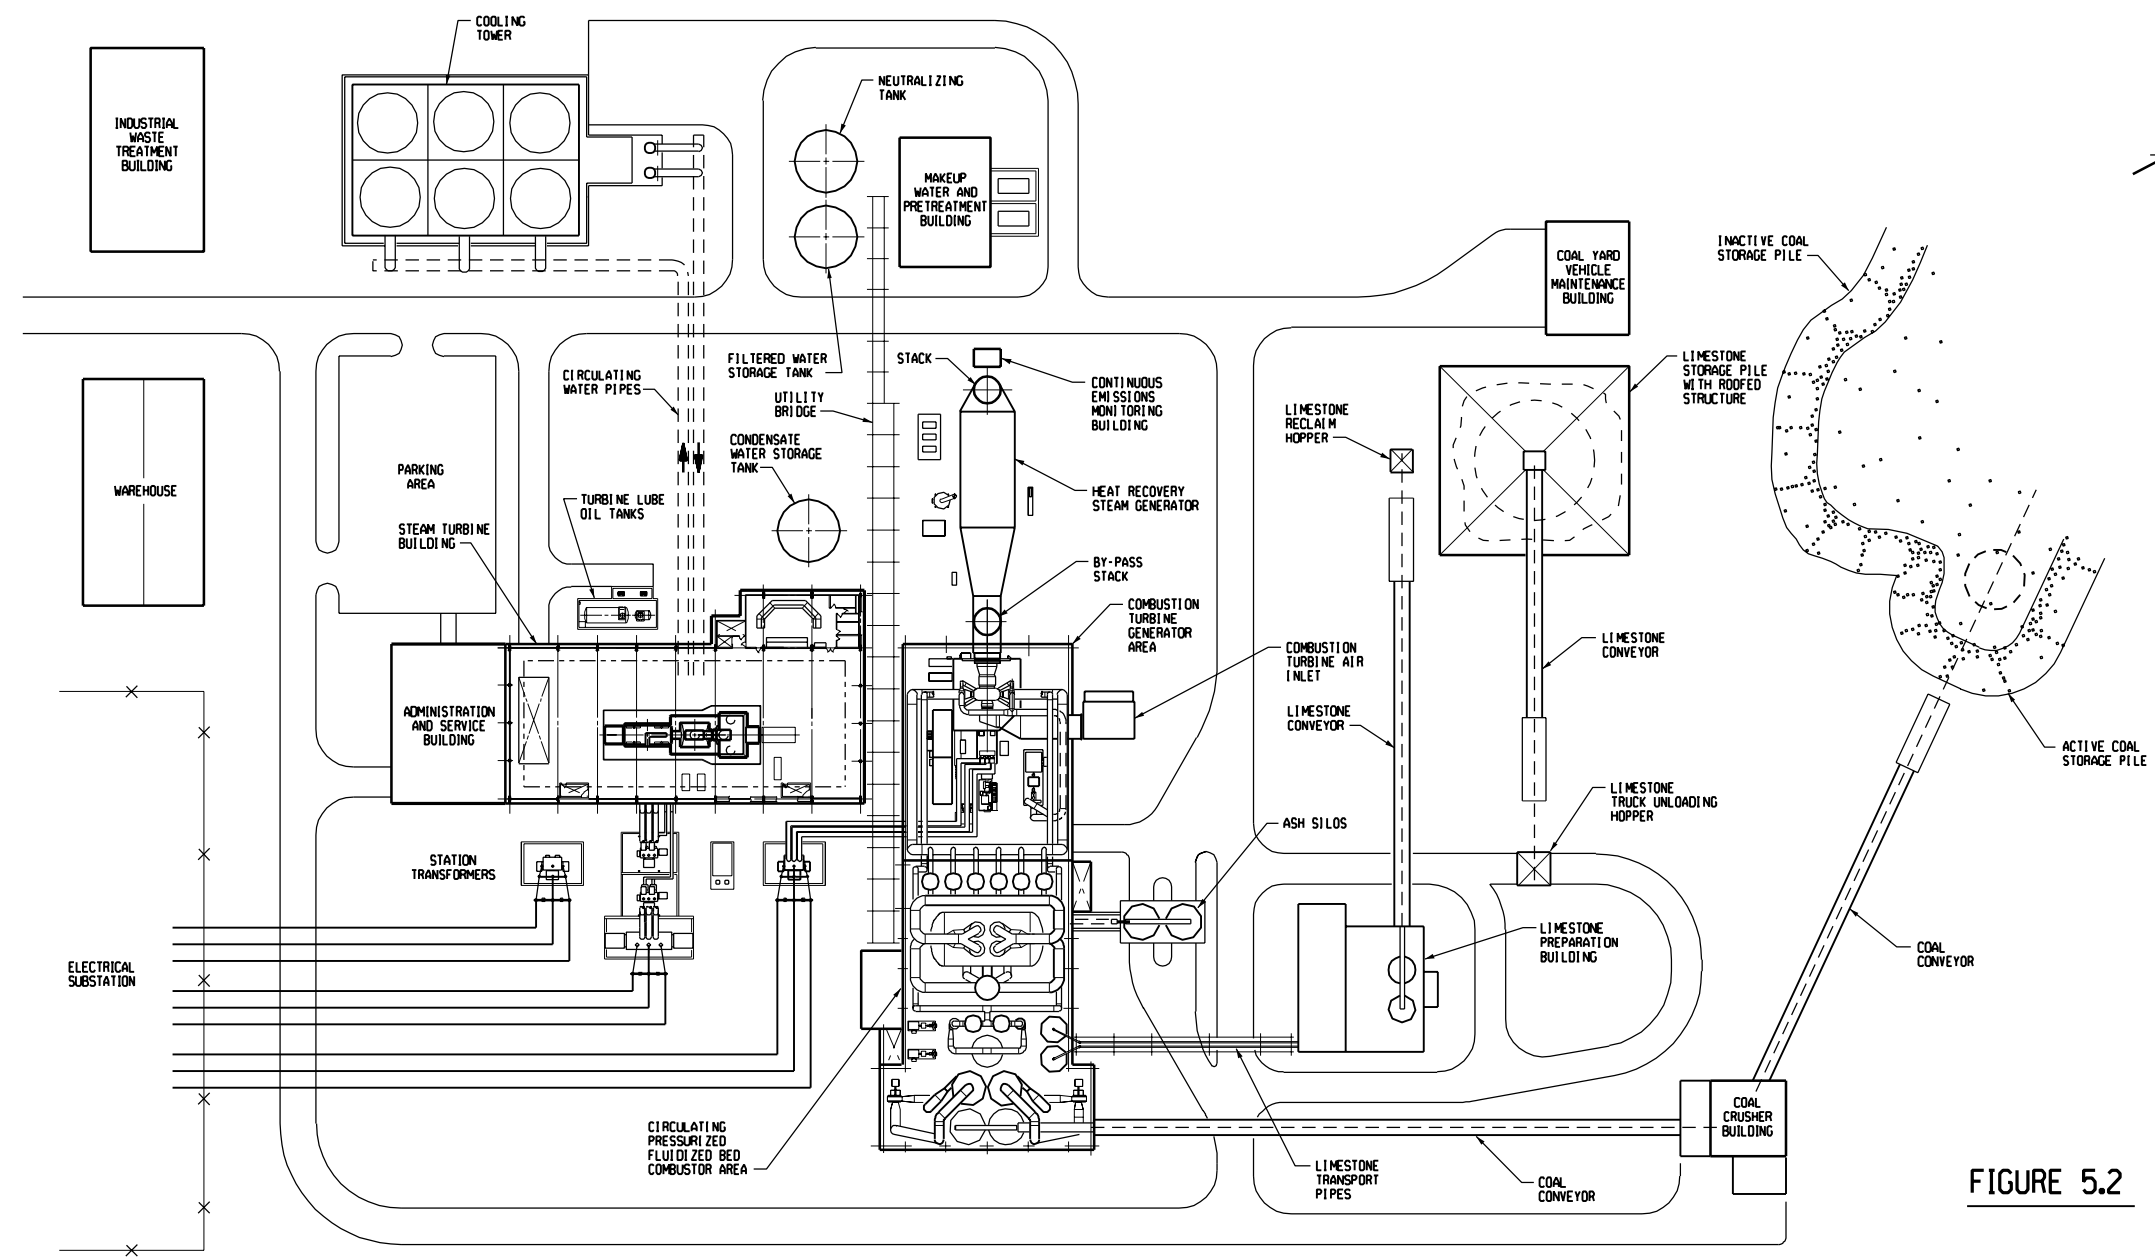 COOLING
TOWER
INDUSTRIAL
WASTE
TREATMENT
BUILDING
NEUTRALIZING
TANK
MAKEUP
WATER AND
PRETREATMENT
BUILDING
COAL YARD
VEHICLE
MAINTENANCE
BUILDING
INACTIVE COAL
STORAGE PILE
FILTERED WATER
STORAGE TANK
STACK
CONTINUOUS
EMISSIONS
MONITORING
BUILDING
CIRCULATING
WATER PIPES
UTILITY
BRIDGE
LIMESTONE
STORAGE PILE
WITH ROOFED
STRUCTURE
LIMESTONE
RECLAIM
HOPPER
CONDENSATE
WATER STORAGE
TANK
PARKING
AREA
WAREHOUSE
TURBINE LUBE
OIL TANKS
HEAT RECOVERY
STEAM GENERATOR
STEAM TURBINE
BUILDING
BY-PASS
STACK
COMBUSTION
TURBINE
GENERATOR
AREA
COMBUSTION
TURBINE AIR
INLET
LIMESTONE
CONVEYOR
ADMINISTRATION
AND SERVICE
BUILDING
LIMESTONE
CONVEYOR
ACTIVE COAL
STORAGE PILE
LIMESTONE
TRUCK UNLOADING
HOPPER
ASH SILOS
STATION
TRANSFORMERS
LIMESTONE
PREPARATION
BUILDING
COAL
CONVEYOR
ELECTRICAL
SUBSTATION
COAL
CRUSHER
BUILDING
CIRCULATING
PRESSURIZED
FLUIDIZED BED
COMBUSTOR AREA
LIMESTONE
TRANSPORT
PIPES
COAL
CONVEYOR
FIGURE 5.2